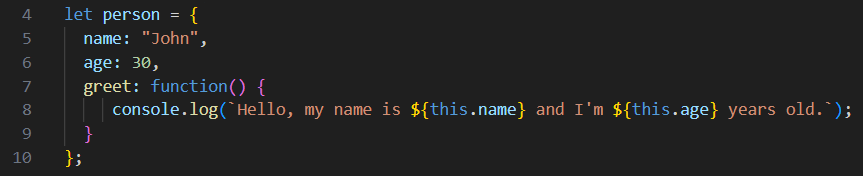 4 let person = {
5   name: "John",
6   age: 30,
7   greet: function() {
8     console.log(`Hello, my name is ${this.name} and I'm ${this.age} years old.`);
9   }
10 };